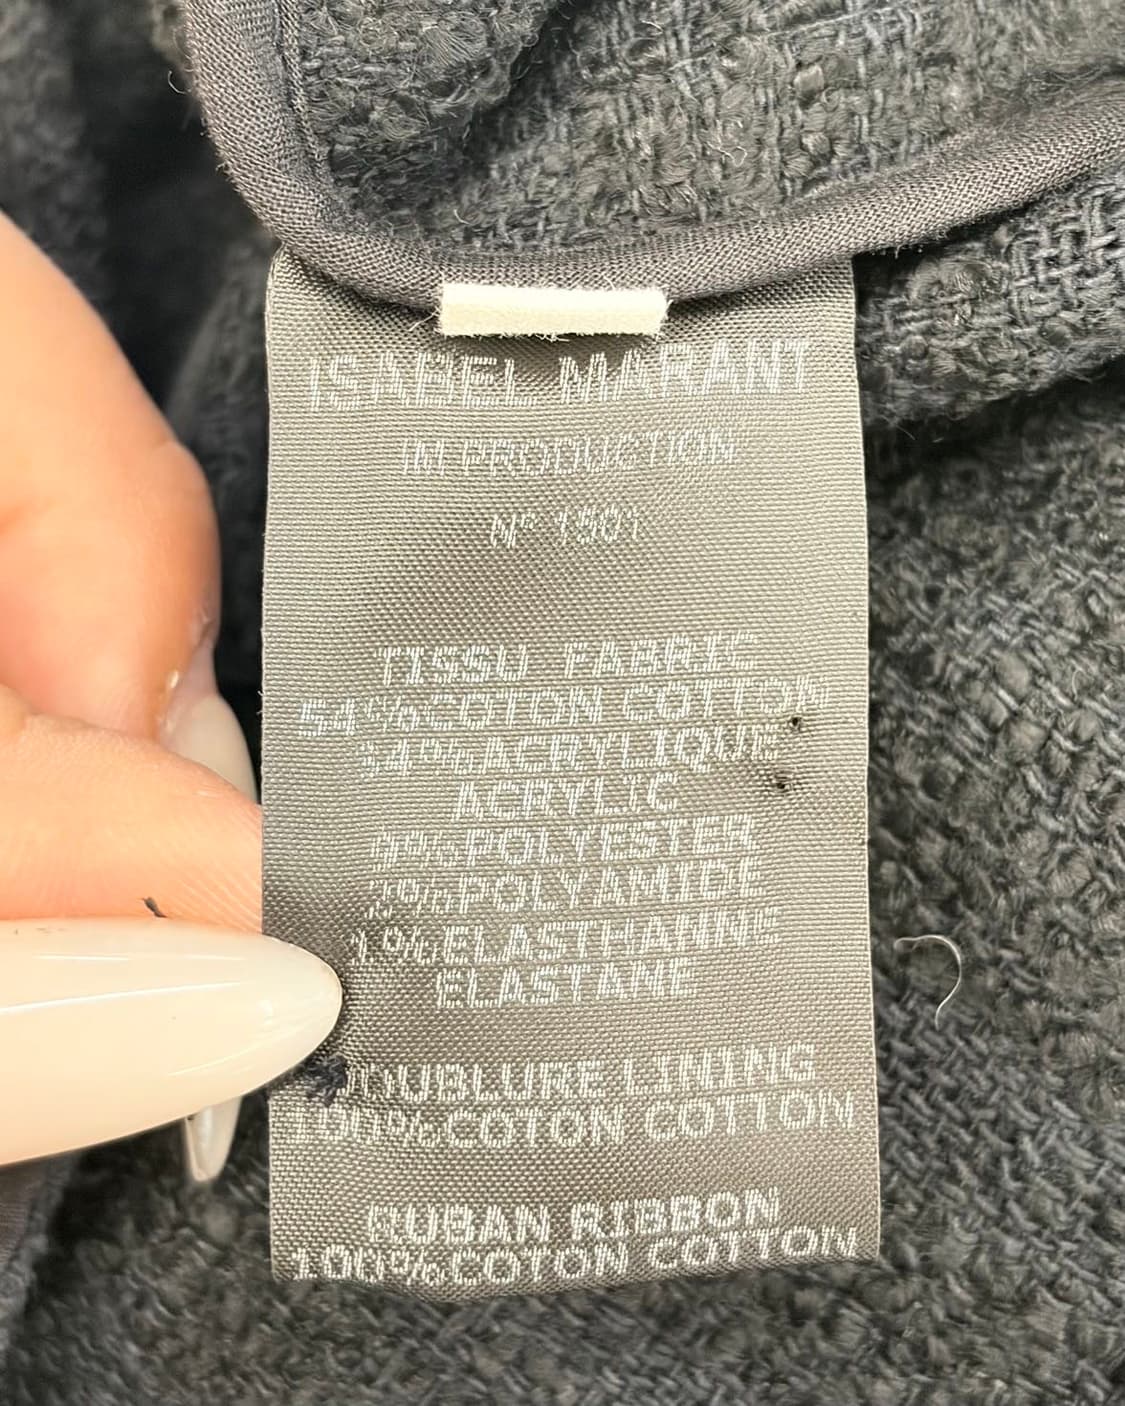 ISABEL MARANT
IM PRODUCTION
N° 1501
TISSU FABRIC
54%COTON COTTON
34%ACRYLIQUE
ACRYLIC
9%POLYESTER
2%POLYAMIDE
1%ELASTHANNE
ELASTANE
DOUBLURE LINING
100%COTON COTTON
RUBAN RIBBON
100%COTON COTTON